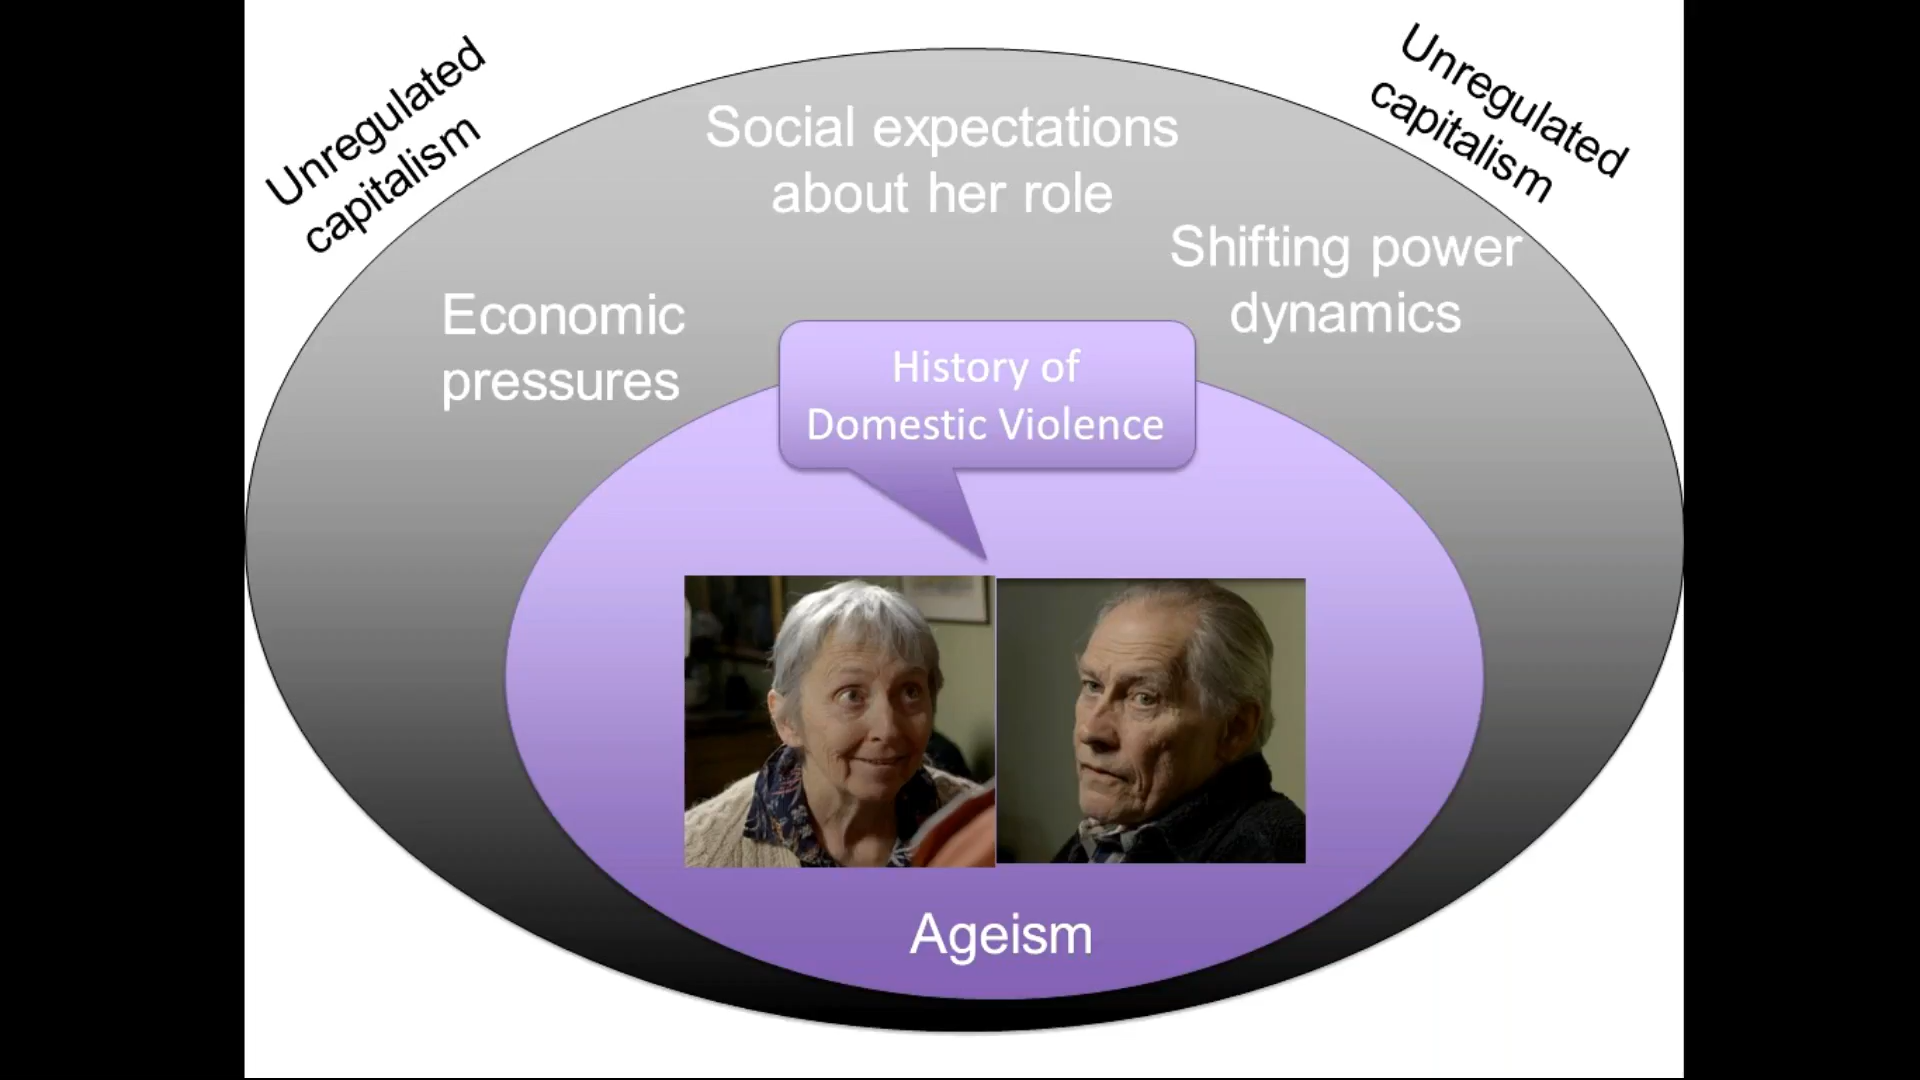 Unregulated
capitalism
Unregulated
capitalism
Social expectations
about her role
Shifting power
dynamics
Economic
pressures
History of
Domestic Violence
Ageism